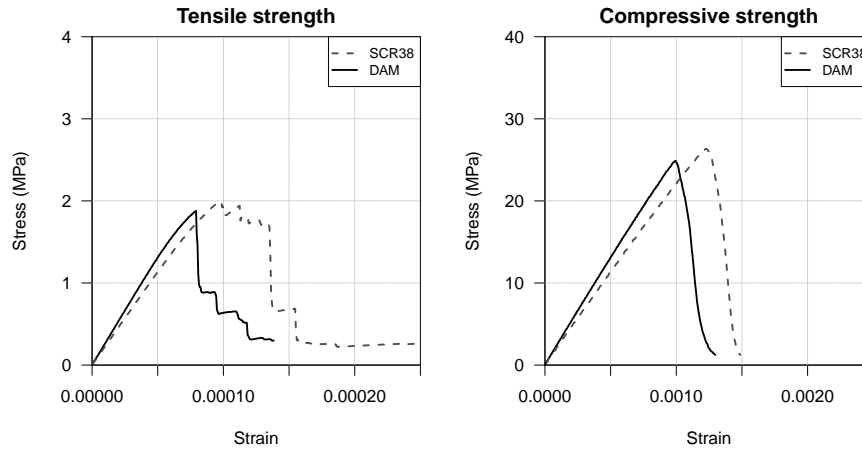 Tensile strength
4
3
2
1
0
Stress (MPa)
SCR38
DAM
0.00000
0.00010
0.00020
Strain
Compressive strength
40
30
20
10
0
Stress (MPa)
SCR38
DAM
0.0000
0.0010
0.0020
Strain